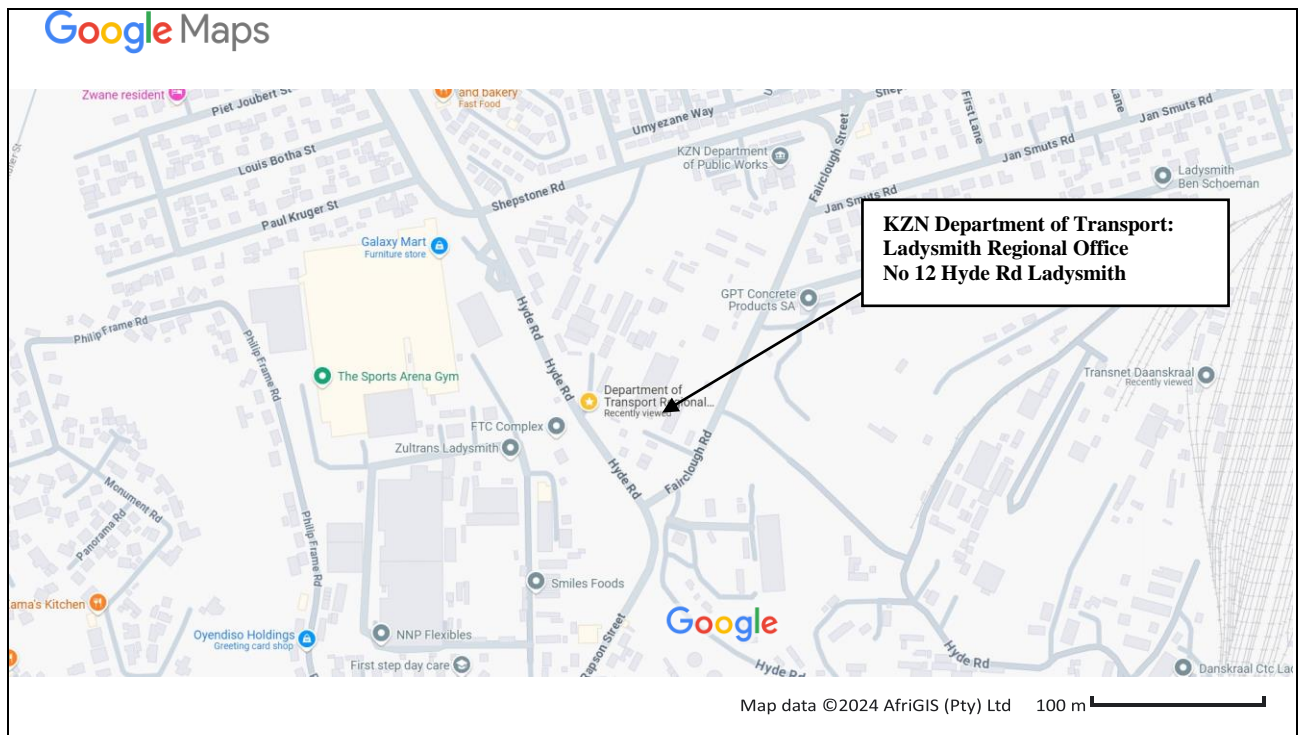 Google Maps
Zwane resident
Piet Joubert St
and bakery
Fast Food
Umyezane Way
First Lane
Lane
Jan Smuts Rd
Jan Smuts Rd
Louis Botha St
KZN Department
of Public Works
Fairclough Street
Ladysmith
Ben Schoeman
Shepstone Rd
Jan Smuts Rd
Paul Kruger St
KZN Department of Transport:
Ladysmith Regional Office
No 12 Hyde Rd Ladysmith
Galaxy Mart
Furniture store
GPT Concrete
Products SA
Hyde Rd
Philip Frame Rd
Philip Frame Rd
The Sports Arena Gym
Hyde Rd
Transnet Daanskraal
Recently viewed
Department of
Transport Regional...
Recently viewed
FTC Complex
Zultrans Ladysmith
Fairclough Rd
Hyde Rd
Monument Rd
Panorama Rd
Philip Frame Rd
Smiles Foods
ama's Kitchen
Google
Oyendiso Holdings
Greeting card shop
NNP Flexibles
First step day care
apson Street
Hyde Rd
Hyde Rd
Danskraal Ctc Lad
Map data ©2024 AfriGIS (Pty) Ltd 100 m